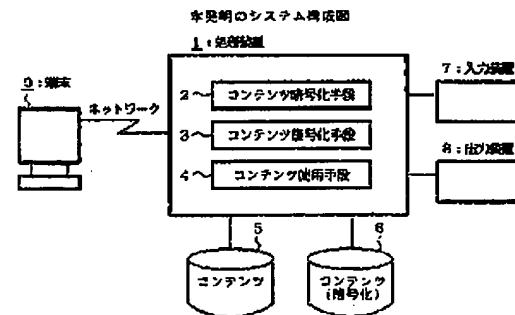 本発明のシステム構成図
1：処理装置
9：端末
ネットワーク
2 コンテンツ暗号化手段
3 コンテンツ復号化手段
4 コンテンツ使用手段
7：入力装置
8：出力装置
5
コンテンツ
6
コンテンツ
(暗号化)